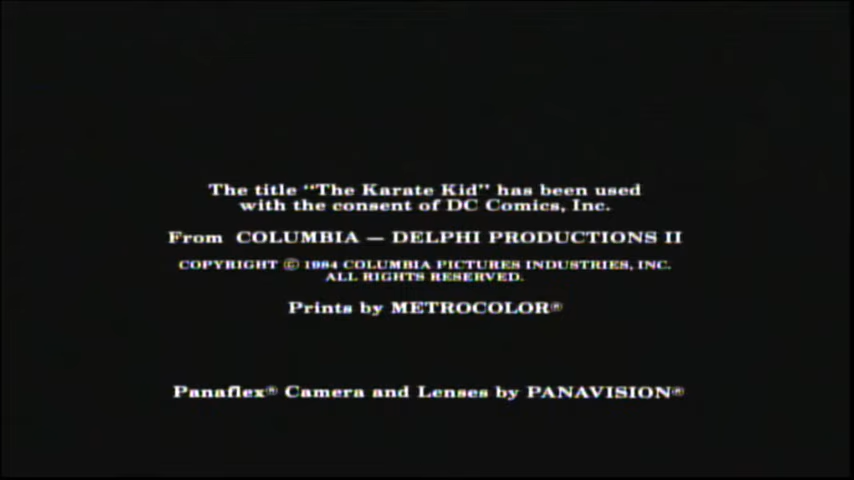 The title "The Karate Kid" has been used
with the consent of DC Comics, Inc.
From COLUMBIA — DELPHI PRODUCTIONS II
COPYRIGHT © 1984 COLUMBIA PICTURES INDUSTRIES, INC.
ALL RIGHTS RESERVED.
Prints by METROCOLOR®
Panaflex® Camera and Lenses by PANAVISION®